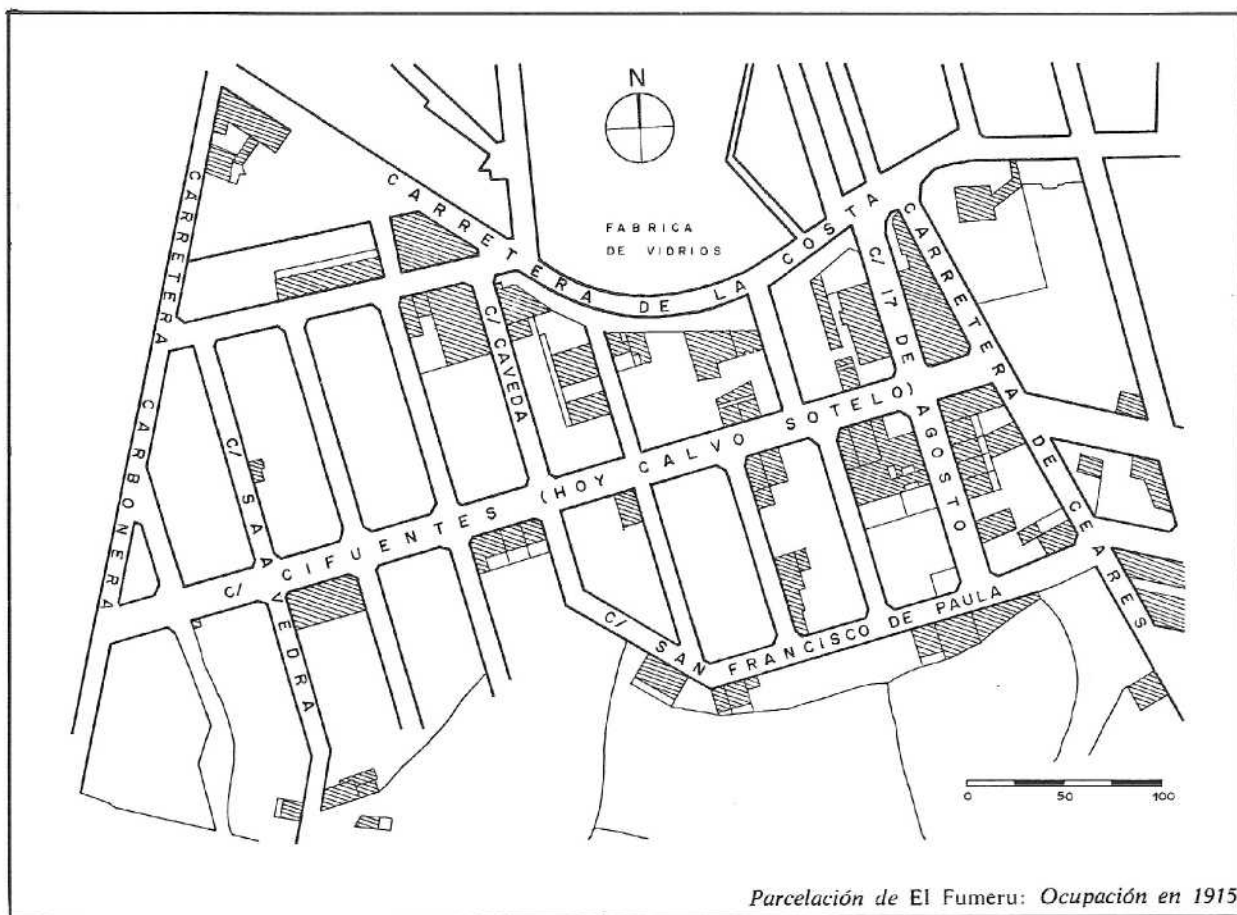 N
CARRETERA DE LA COSTA
FABRICA
DE VIDRIOS
CARRETERA CARBONERA
C/ CAVEDA
C/ 17 DE AGOSTO
CARRETERA DE CEARES
C/ SAAVEDRA
C/ CIFUENTES (HOY CALVO SOTELO)
C/ SAN FRANCISCO DE PAULA
0 50 100
Parcelación de El Fumeru: Ocupación en 1915